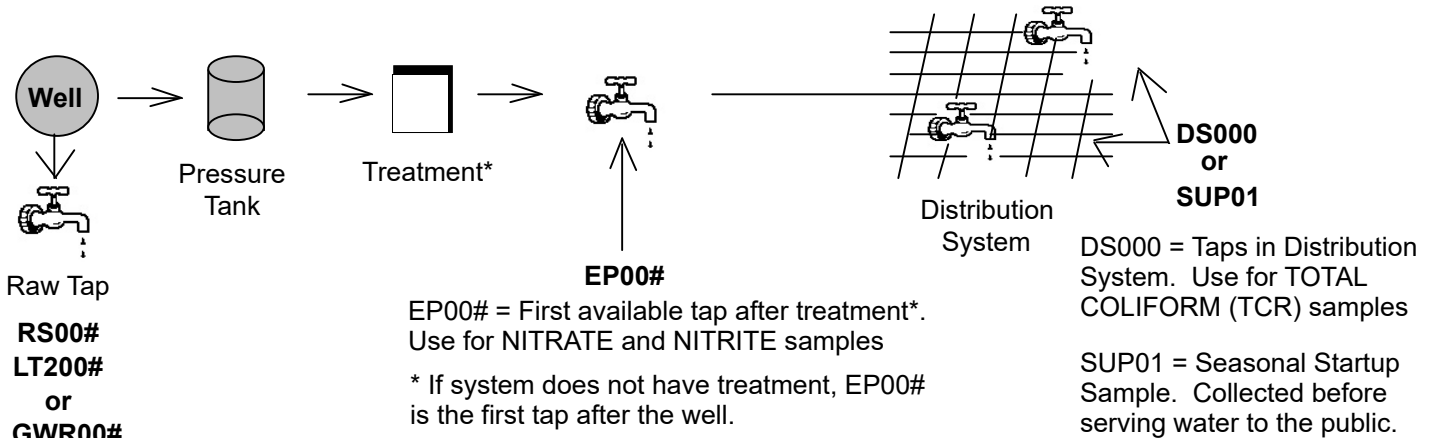 Well
Pressure
Tank
Treatment*
Raw Tap
RS00#
LT200#
or
GWR00#
EP00#
EP00# = First available tap after treatment*.
Use for NITRATE and NITRITE samples
* If system does not have treatment, EP00#
is the first tap after the well.
Distribution
System
DS000
or
SUP01
DS000 = Taps in Distribution
System. Use for TOTAL
COLIFORM (TCR) samples
SUP01 = Seasonal Startup
Sample. Collected before
serving water to the public.